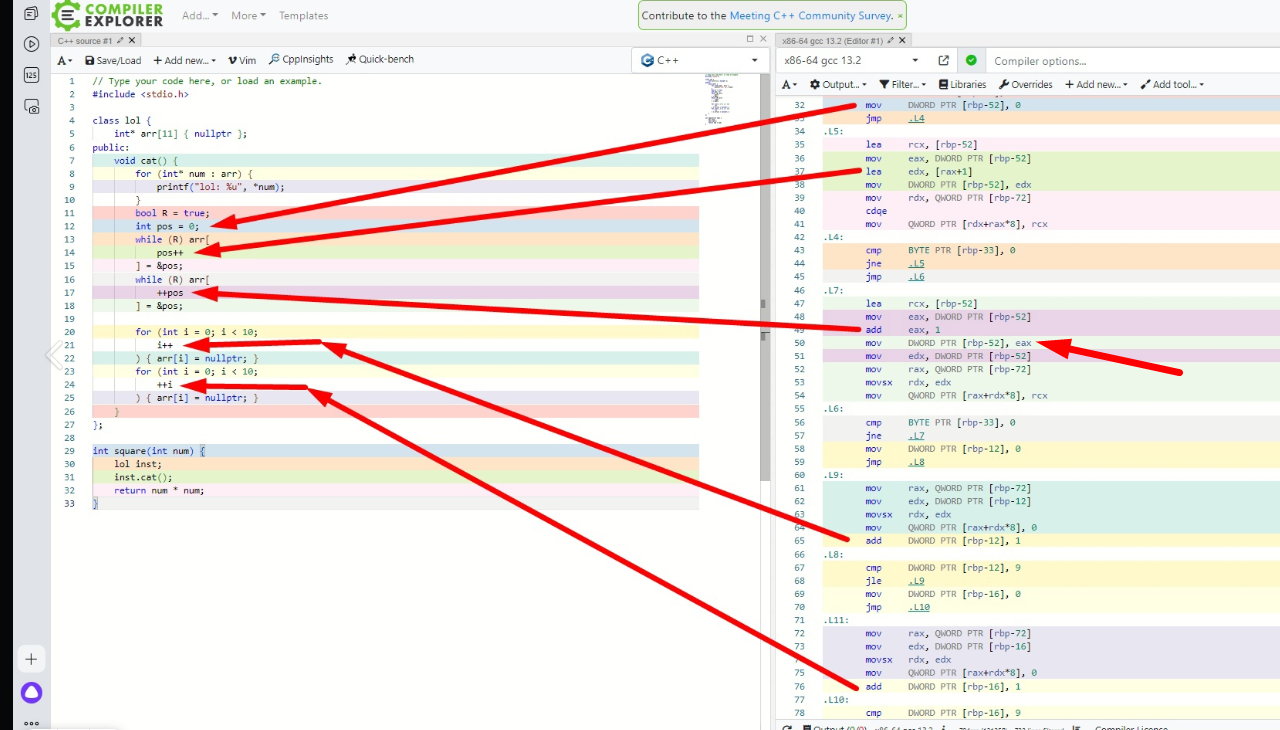 COMPILER
EXPLORER
Add...
More
Templates
Contribute to the Meeting C++ Community Survey. ×
C++ source #1
A
Save/Load
+ Add new...
Vim
CppInsights
Quick-bench
C++
1 // Type your code here, or load an example.
2 #include <stdio.h>
3
4 class lol {
5 int* arr[11] { nullptr };
6 public:
7 void cat() {
8 for (int* num : arr) {
9 printf("lol: %u", *num);
10 }
11 bool R = true;
12 int pos = 0;
13 while (R) arr[
14 pos++
15 ] = &pos;
16 while (R) arr[
17 ++pos
18 ] = &pos;
19
20 for (int i = 0; i < 10;
21 i++
22 ) { arr[i] = nullptr; }
23 for (int i = 0; i < 10;
24 ++i
25 ) { arr[i] = nullptr; }
26 }
27 };
28
29 int square(int num) {
30 lol inst;
31 inst.cat();
32 return num * num;
33 }
x86-64 gcc 13.2 (Editor #1)
x86-64 gcc 13.2
Compiler options...
A
Output...
Filter...
Libraries
Overrides
+ Add new...
Add tool...
32 mov DWORD PTR [rbp-52], 0
33 jmp .L4
34 .L5:
35 lea rcx, [rbp-52]
36 mov eax, DWORD PTR [rbp-52]
37 lea edx, [rax+1]
38 mov DWORD PTR [rbp-52], edx
39 mov rdx, QWORD PTR [rbp-72]
40 cdqe
41 mov QWORD PTR [rdx+rax*8], rcx
42 .L4:
43 cmp BYTE PTR [rbp-33], 0
44 jne .L5
45 jmp .L6
46 .L7:
47 lea rcx, [rbp-52]
48 mov eax, DWORD PTR [rbp-52]
49 add eax, 1
50 mov DWORD PTR [rbp-52], eax
51 mov edx, DWORD PTR [rbp-52]
52 mov rax, QWORD PTR [rbp-72]
53 movsx rdx, edx
54 mov QWORD PTR [rax+rdx*8], rcx
55 .L6:
56 cmp BYTE PTR [rbp-33], 0
57 jne .L7
58 mov DWORD PTR [rbp-12], 0
59 jmp .L8
60 .L9:
61 mov rax, QWORD PTR [rbp-72]
62 mov edx, DWORD PTR [rbp-12]
63 movsx rdx, edx
64 mov QWORD PTR [rax+rdx*8], 0
65 add DWORD PTR [rbp-12], 1
66 .L8:
67 cmp DWORD PTR [rbp-12], 9
68 jle .L9
69 mov DWORD PTR [rbp-16], 0
70 jmp .L10
71 .L11:
72 mov rax, QWORD PTR [rbp-72]
73 mov edx, DWORD PTR [rbp-16]
movsx rdx, edx
75 mov QWORD PTR [rax+rdx*8], 0
76 add DWORD PTR [rbp-16], 1
77 .L10:
78 cmp DWORD PTR [rbp-16], 9